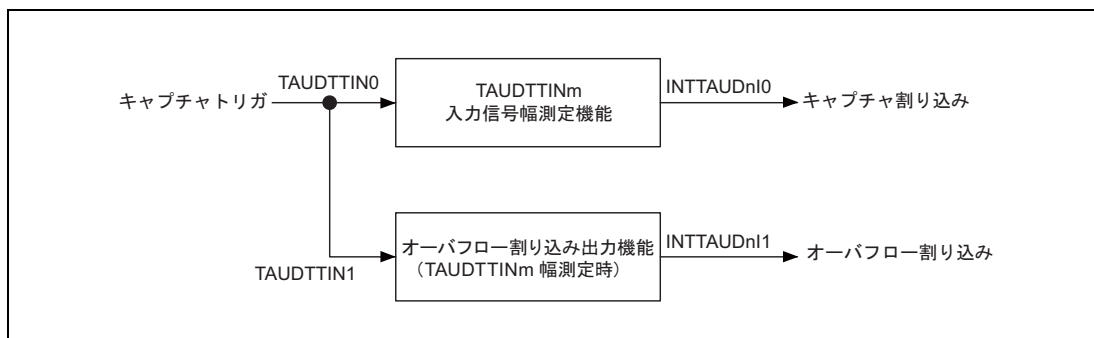 キャプチャトリガ
TAUDTTIN0
TAUDTTINm
入力信号幅測定機能
INTTAUDnI0
キャプチャ割り込み
TAUDTTIN1
オーバフロー割り込み出力機能
（TAUDTTINm 幅測定時）
INTTAUDnI1
オーバフロー割り込み